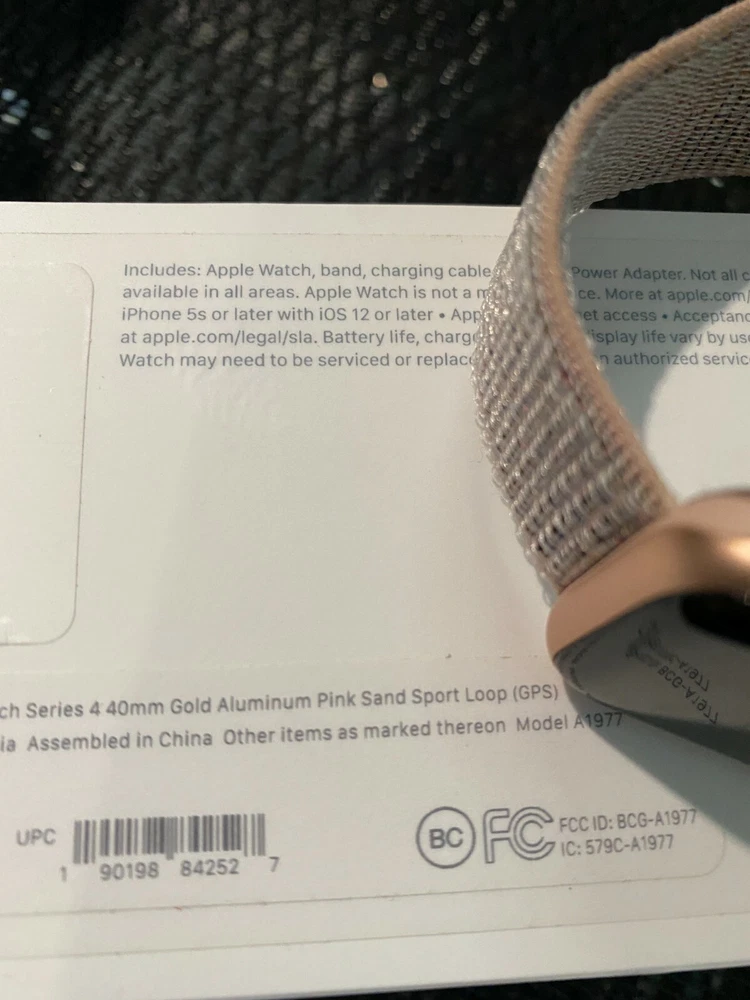 Includes: Apple Watch, band, charging cable Power Adapter. Not all
available in all areas. Apple Watch is not a ce. More at apple.com/
iPhone 5s or later with iOS 12 or later • App et access • Acceptanc
at apple.com/legal/sla. Battery life, charge isplay life vary by use
Watch may need to be serviced or replac n authorized servic
ch Series 4 40mm Gold Aluminum Pink Sand Sport Loop (GPS)
ia Assembled in China Other items as marked thereon Model A1977
UPC
1 90198 84252 7
BC FC FCC ID: BCG-A1977
IC: 579C-A1977
BCG-A1977